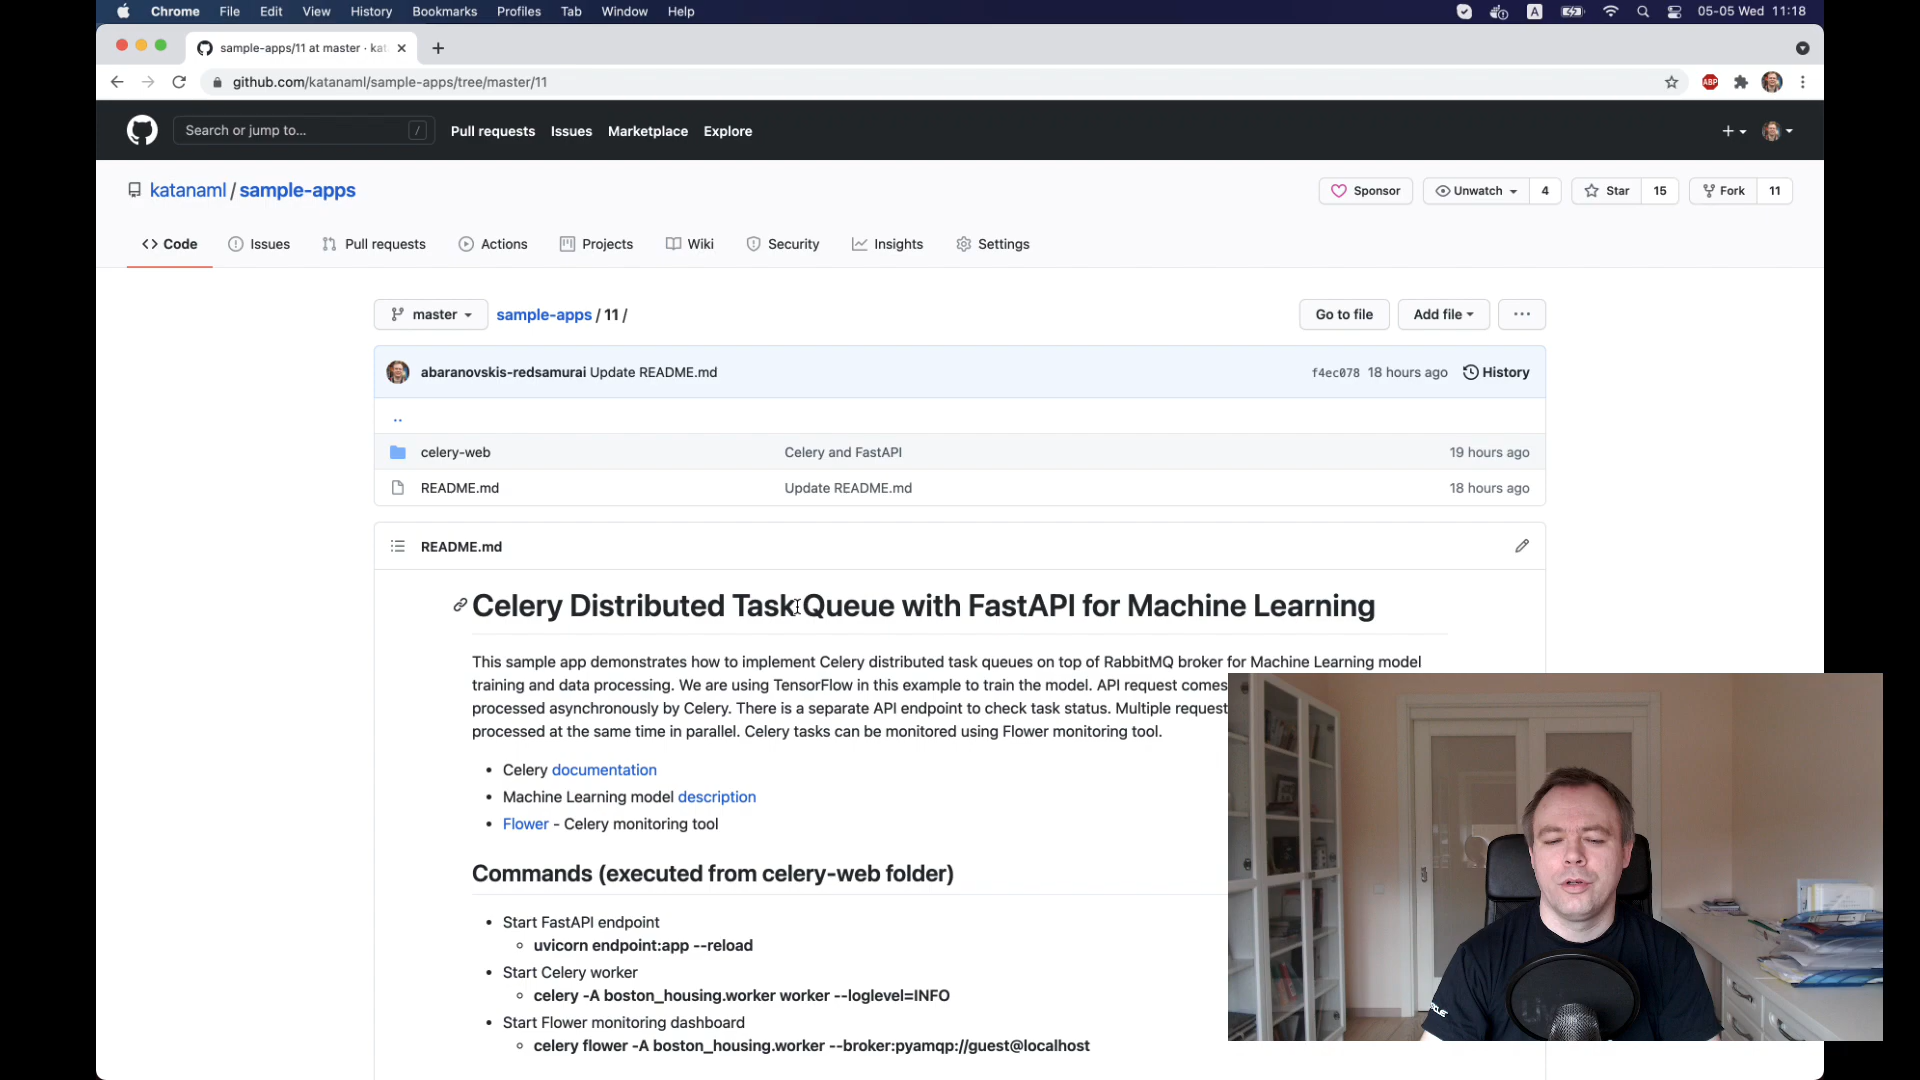 Chrome File Edit View History Bookmarks Profiles Tab Window Help A 05-05 Wed 11:18
sample-apps/11 at master · kat
github.com/katanaml/sample-apps/tree/master/11 ABP
Search or jump to... / Pull requests Issues Marketplace Explore
katanaml / sample-apps Sponsor Unwatch 4 Star 15 Fork 11
Code Issues Pull requests Actions Projects Wiki Security Insights Settings
master sample-apps / 11 / Go to file Add file ...
abaranovskis-redsamurai Update README.md f4ec078 18 hours ago History
..
celery-web Celery and FastAPI 19 hours ago
README.md Update README.md 18 hours ago
README.md
Celery Distributed Task Queue with FastAPI for Machine Learning
This sample app demonstrates how to implement Celery distributed task queues on top of RabbitMQ broker for Machine Learning model
training and data processing. We are using TensorFlow in this example to train the model. API request comes
processed asynchronously by Celery. There is a separate API endpoint to check task status. Multiple request
processed at the same time in parallel. Celery tasks can be monitored using Flower monitoring tool.
• Celery documentation
• Machine Learning model description
• Flower - Celery monitoring tool
Commands (executed from celery-web folder)
• Start FastAPI endpoint
◦ uvicorn endpoint:app --reload
• Start Celery worker
◦ celery -A boston_housing.worker worker --loglevel=INFO
• Start Flower monitoring dashboard
◦ celery flower -A boston_housing.worker --broker:pyamqp://guest@localhost